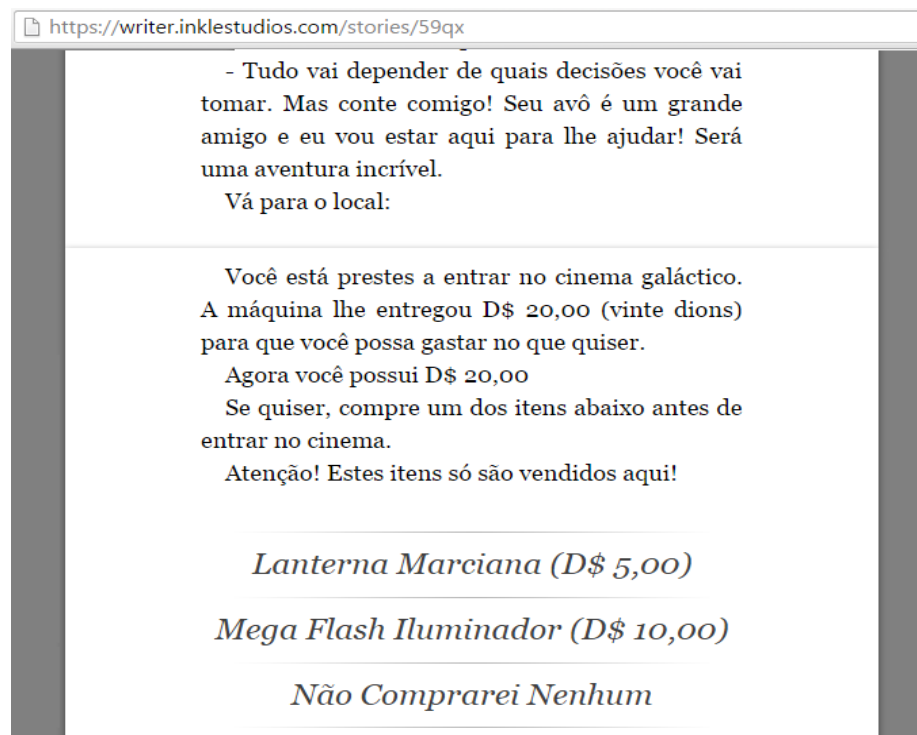 https://writer.inklestudios.com/stories/59qx
- Tudo vai depender de quais decisões você vai
tomar. Mas conte comigo! Seu avô é um grande
amigo e eu vou estar aqui para lhe ajudar! Será
uma aventura incrível.
Vá para o local:
Você está prestes a entrar no cinema galáctico.
A máquina lhe entregou D$ 20,00 (vinte dions)
para que você possa gastar no que quiser.
Agora você possui D$ 20,00
Se quiser, compre um dos itens abaixo antes de
entrar no cinema.
Atenção! Estes itens só são vendidos aqui!
Lanterna Marciana (D$ 5,00)
Mega Flash Iluminador (D$ 10,00)
Não Comprarei Nenhum